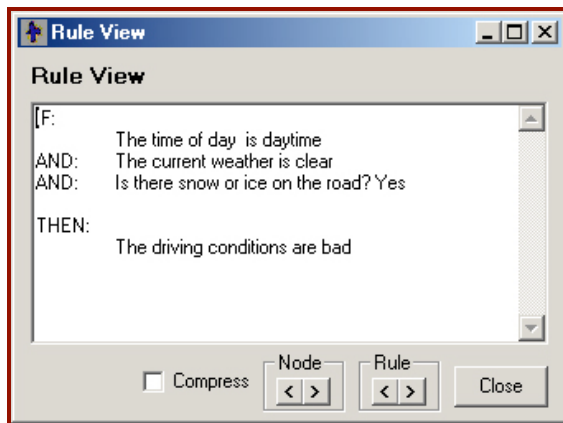 Rule View
Rule View
IF:
The time of day is daytime
AND: The current weather is clear
AND: Is there snow or ice on the road? Yes
THEN:
The driving conditions are bad
Compress
Node
< >
Rule
< >
Close